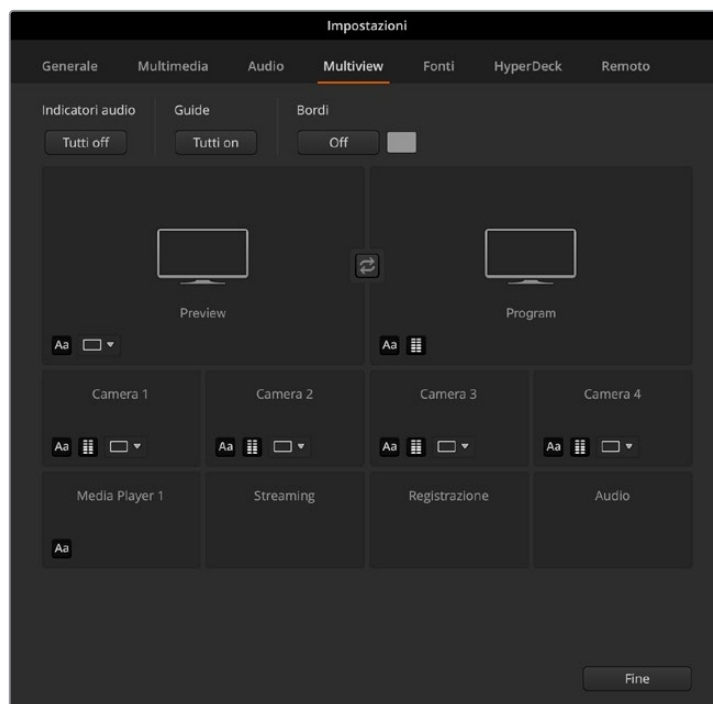 Impostazioni
Generale Multimedia Audio Multiview Fonti HyperDeck Remoto
Indicatori audio Guide Bordi
Tutti off Tutti on Off
Preview Program
Aa Aa
Camera 1 Camera 2 Camera 3 Camera 4
Aa Aa Aa Aa
Media Player 1 Streaming Registrazione Audio
Aa
Fine